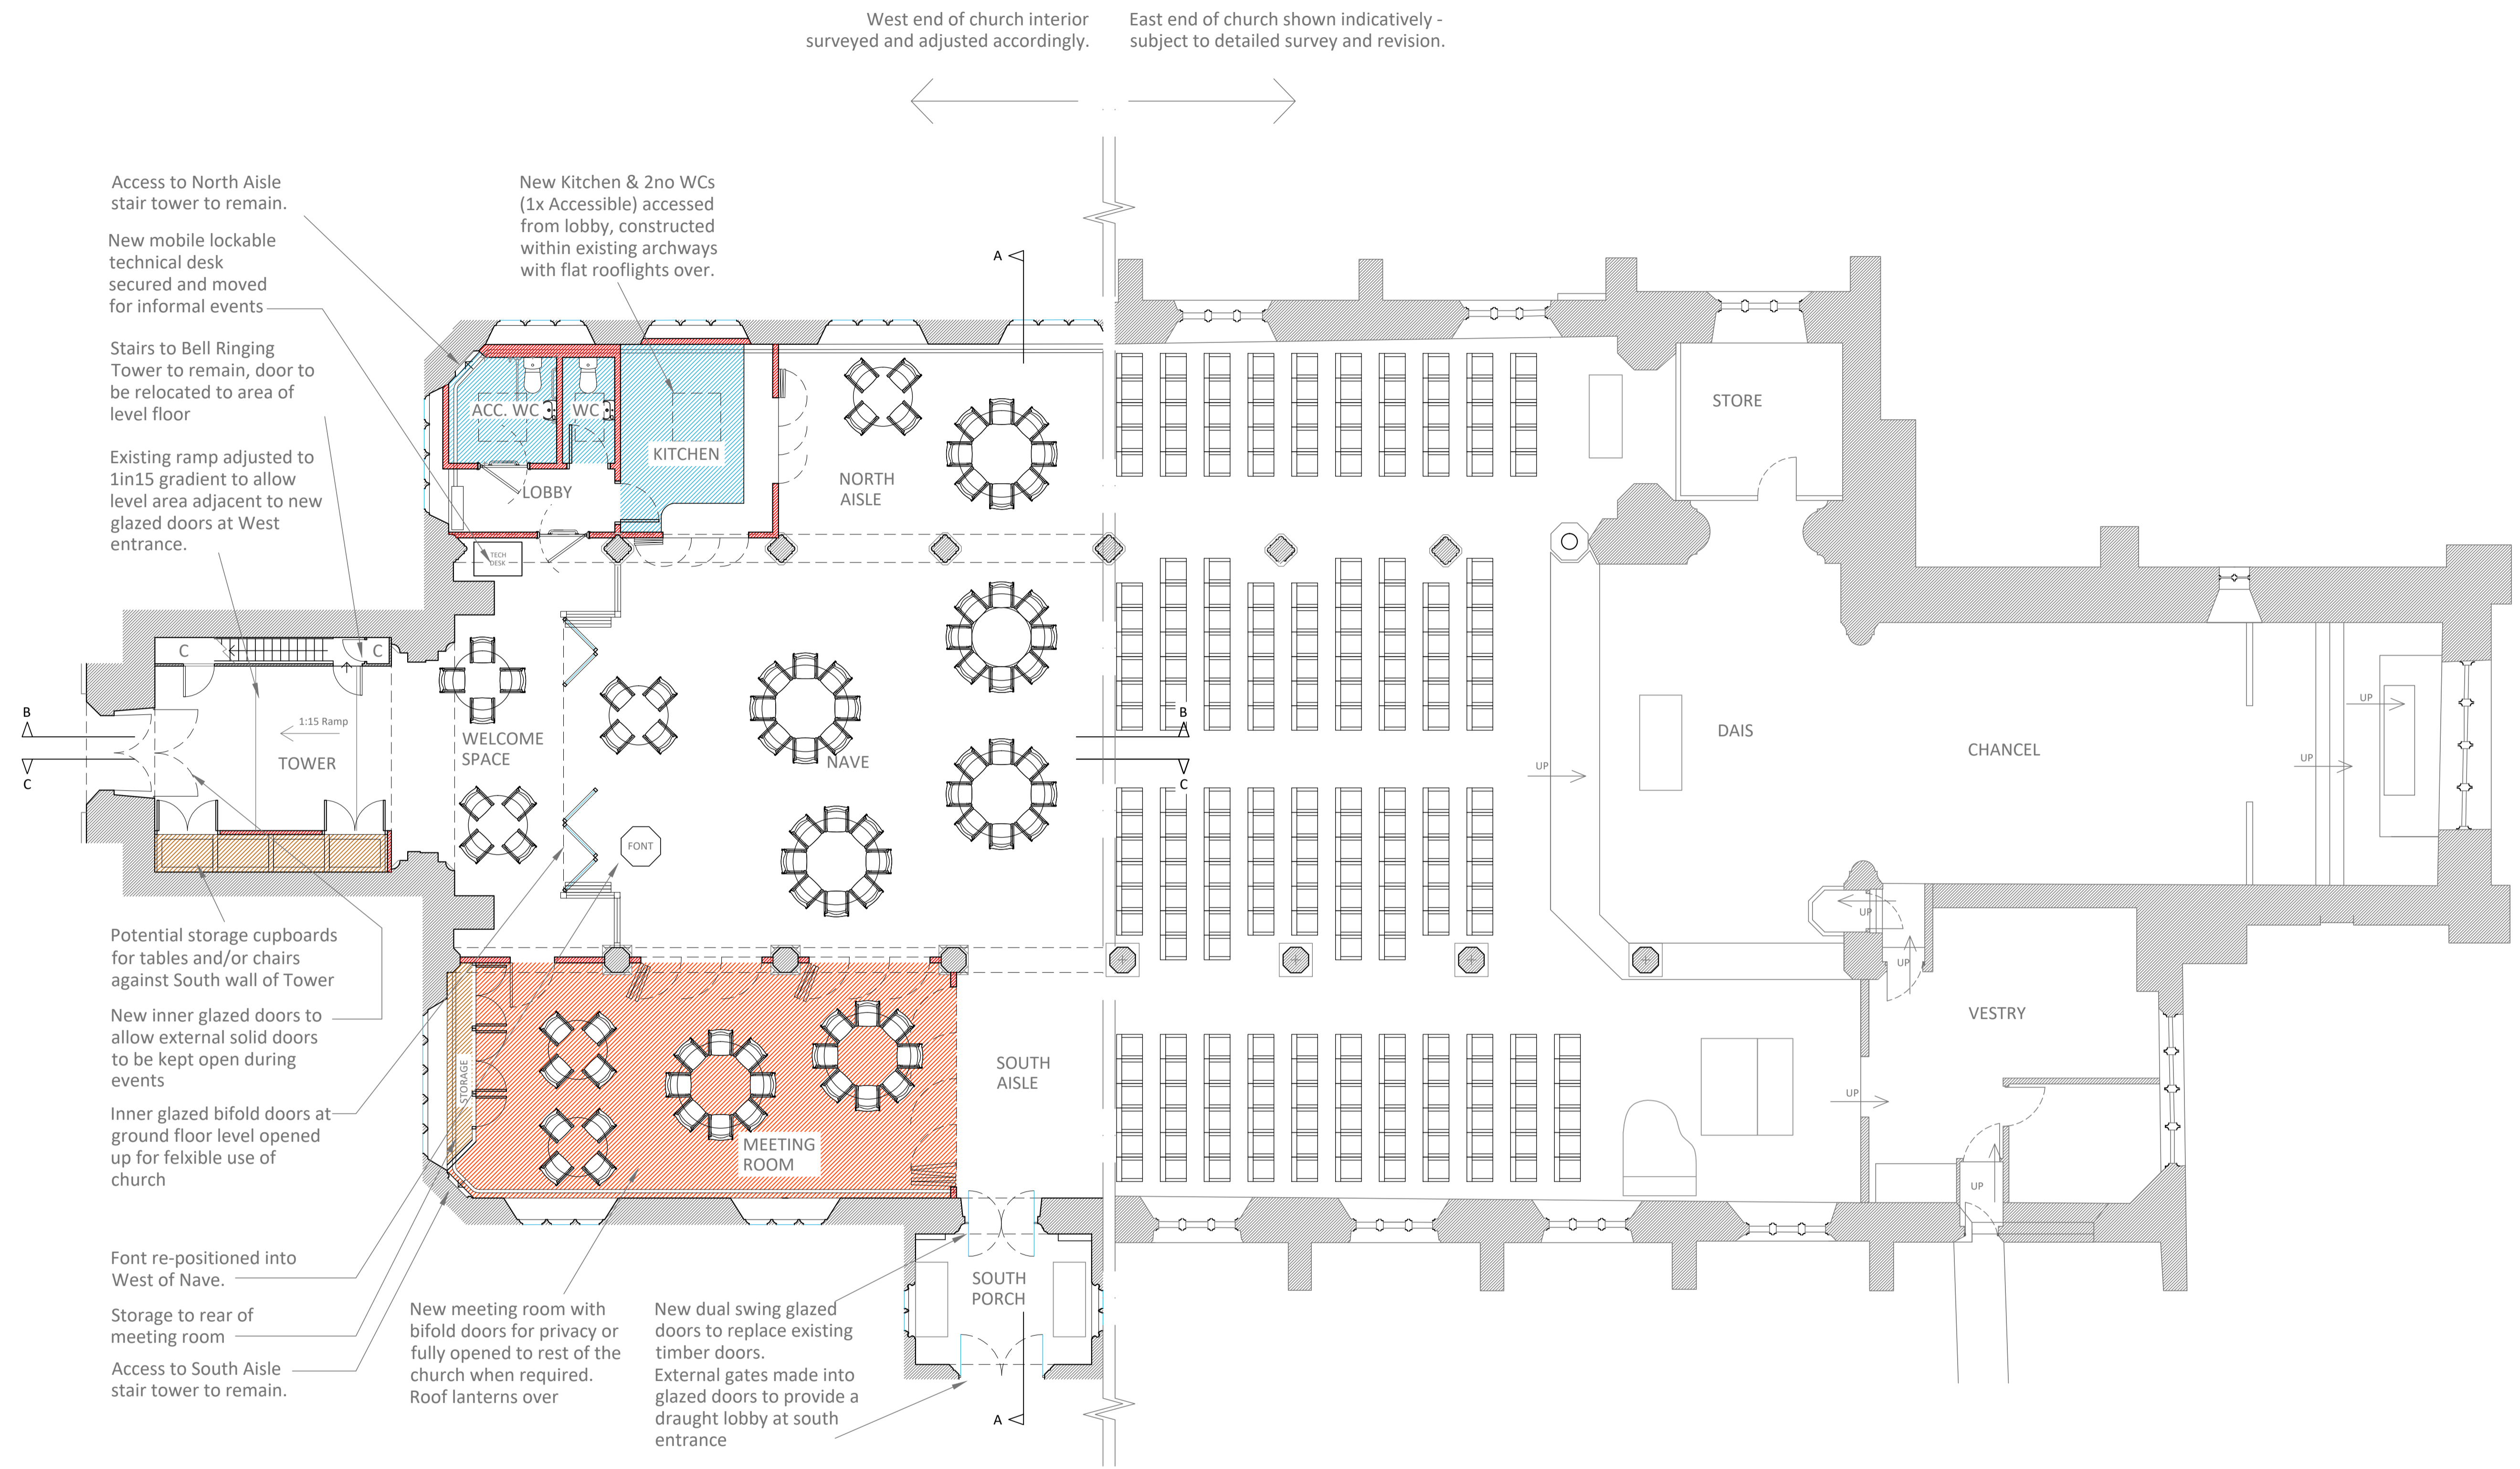 West end of church interior
surveyed and adjusted accordingly.
East end of church shown indicatively -
subject to detailed survey and revision.
Access to North Aisle
stair tower to remain.
New mobile lockable
technical desk
secured and moved
for informal events
Stairs to Bell Ringing
Tower to remain, door to
be relocated to area of
level floor
Existing ramp adjusted to
1in15 gradient to allow
level area adjacent to new
glazed doors at West
entrance.
New Kitchen & 2no WCs
(1x Accessible) accessed
from lobby, constructed
within existing archways
with flat rooflights over.
A
ACC. WC
WC
KITCHEN
LOBBY
NORTH
AISLE
STORE
TECH
DESK
C
C
B
C
1:15 Ramp
TOWER
WELCOME
SPACE
NAVE
FONT
B
C
UP
DAIS
CHANCEL
UP
UP
UP
UP
VESTRY
UP
UP
Potential storage cupboards
for tables and/or chairs
against South wall of Tower
New inner glazed doors to
allow external solid doors
to be kept open during
events
Inner glazed bifold doors at
ground floor level opened
up for felxible use of
church
STORAGE
MEETING
ROOM
SOUTH
AISLE
Font re-positioned into
West of Nave.
Storage to rear of
meeting room
Access to South Aisle
stair tower to remain.
New meeting room with
bifold doors for privacy or
fully opened to rest of the
church when required.
Roof lanterns over
New dual swing glazed
doors to replace existing
timber doors.
External gates made into
glazed doors to provide a
draught lobby at south
entrance
SOUTH
PORCH
A